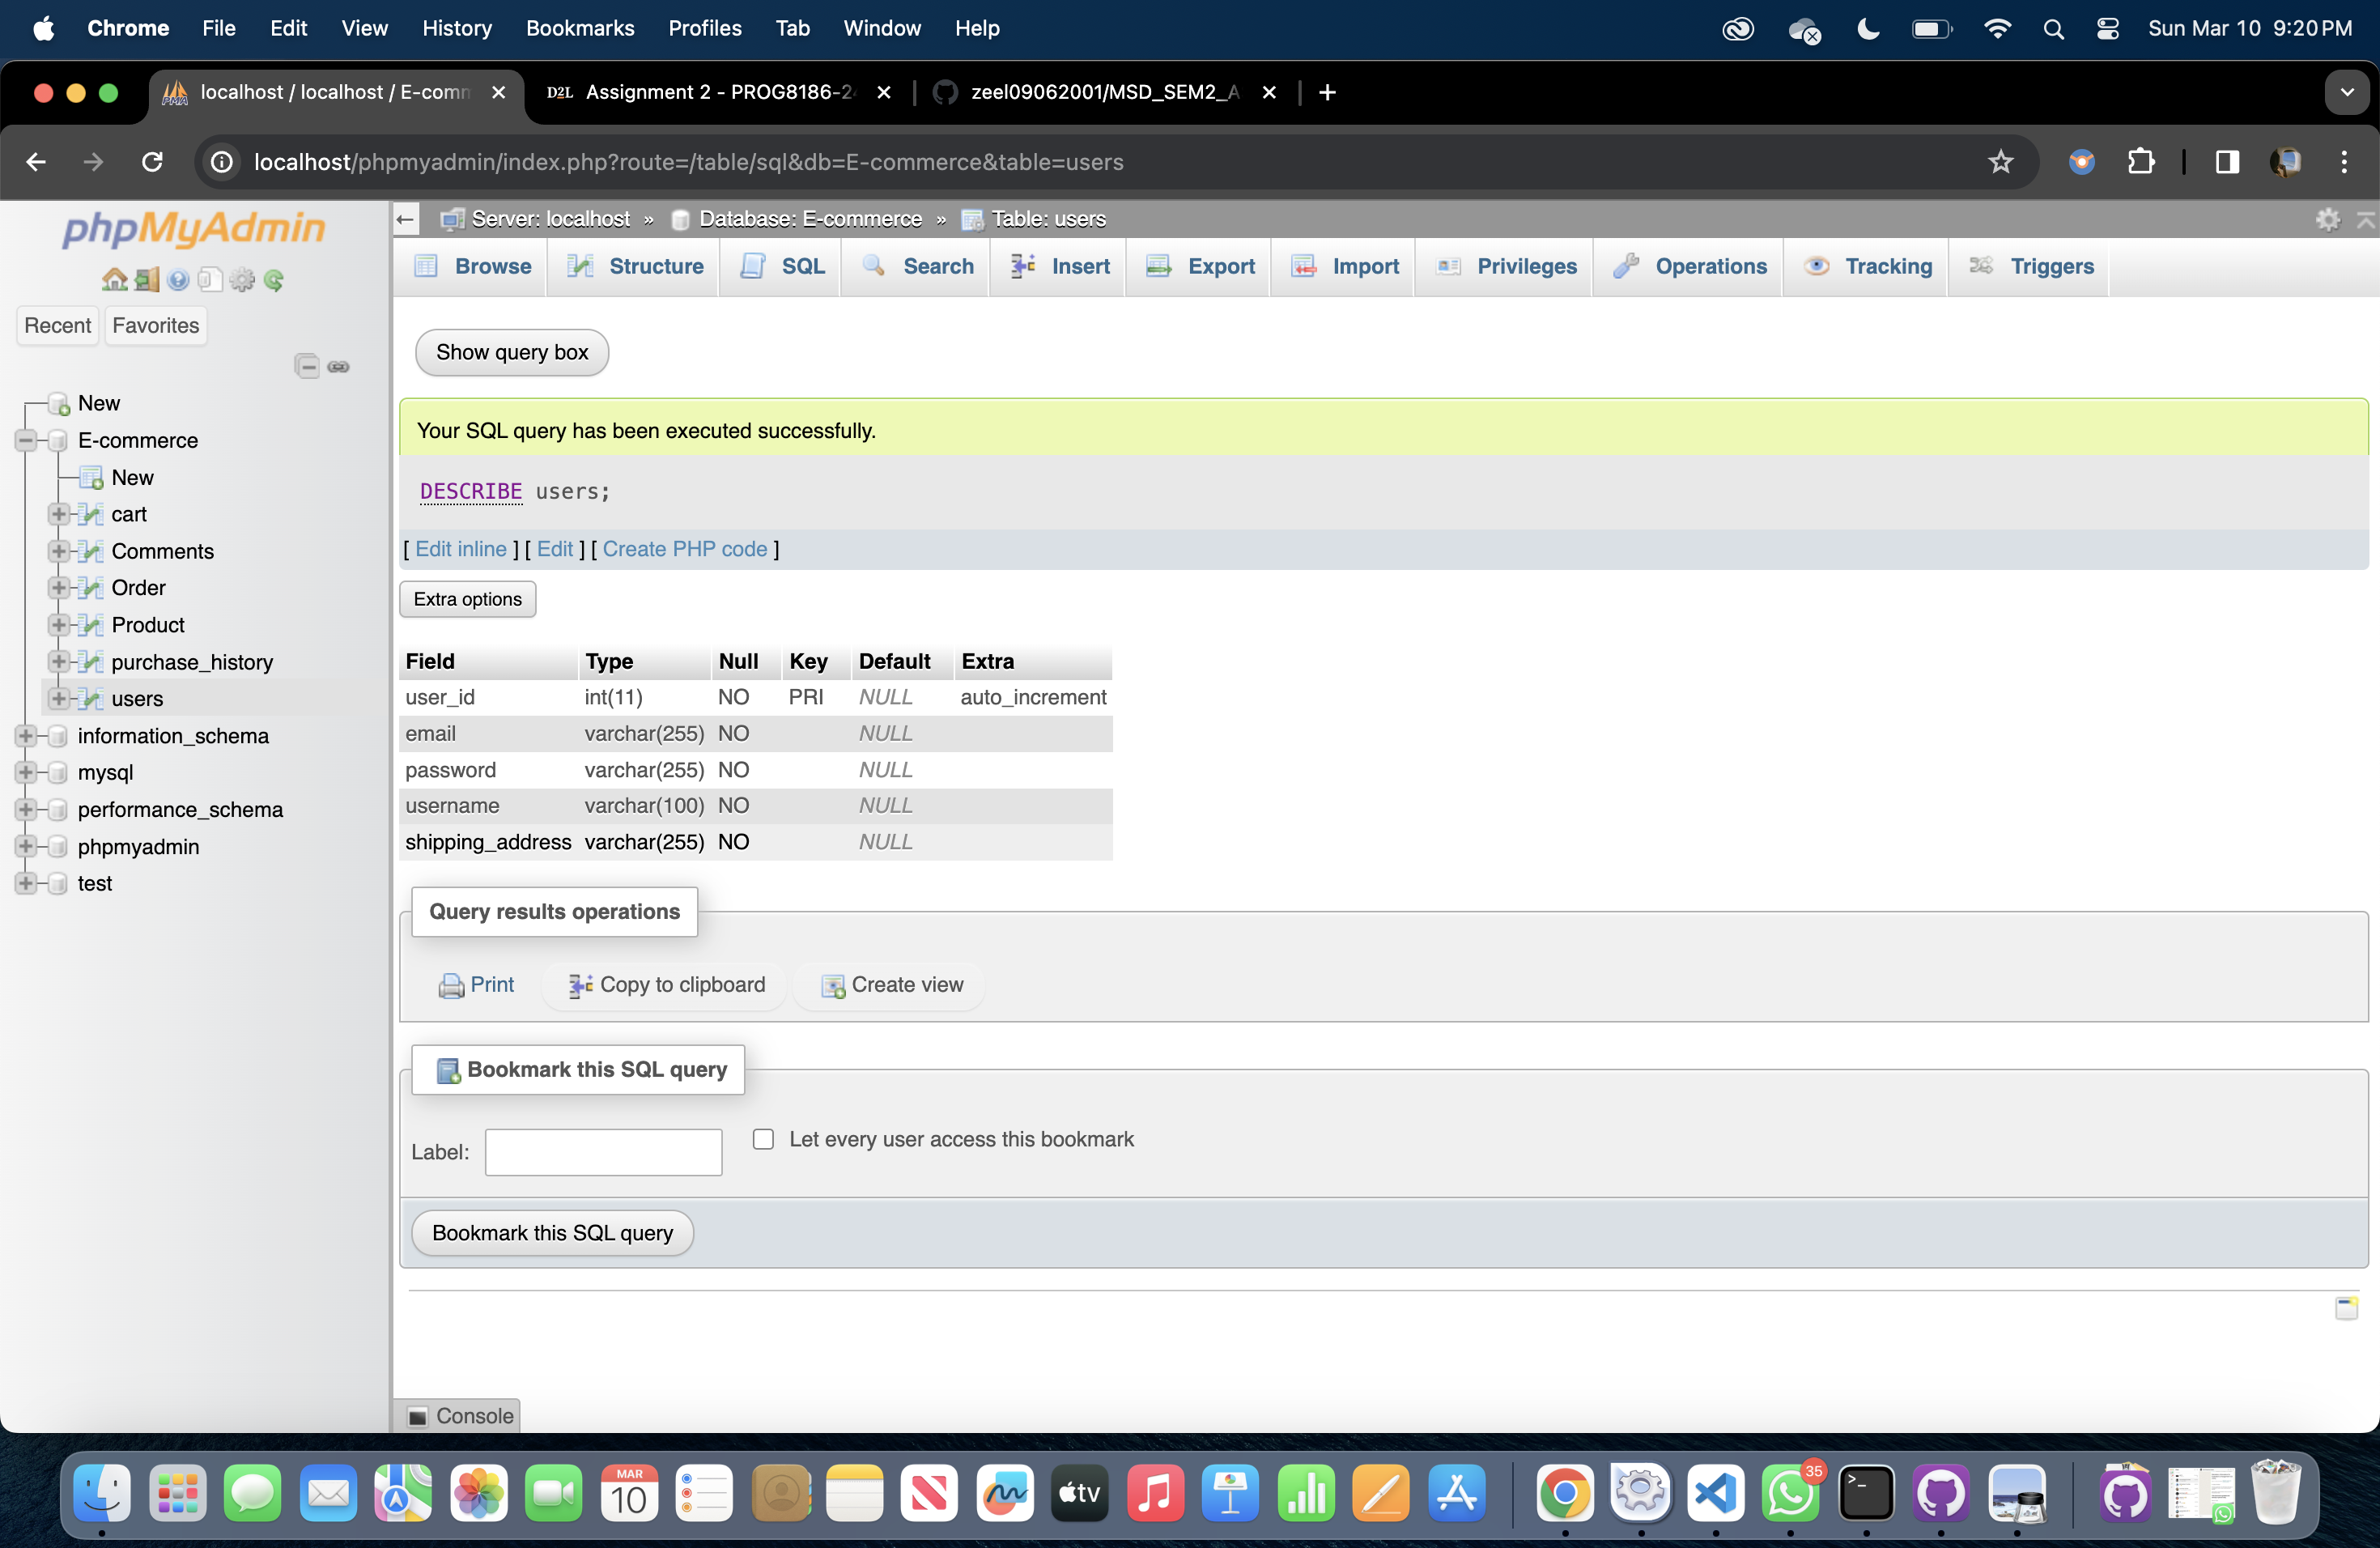 Chrome File Edit View History Bookmarks Profiles Tab Window Help Sun Mar 10 9:20 PM
localhost / localhost / E-comm D2L Assignment 2 - PROG8186-24 zeel09062001/MSD_SEM2_A
localhost/phpmyadmin/index.php?route=/table/sql&db=E-commerce&table=users
phpMyAdmin
Recent Favorites
New
E-commerce
New
cart
Comments
Order
Product
purchase_history
users
information_schema
mysql
performance_schema
phpmyadmin
test
Server: localhost » Database: E-commerce » Table: users
Browse Structure SQL Search Insert Export Import Privileges Operations Tracking Triggers
Show query box
Your SQL query has been executed successfully.
DESCRIBE users;
[ Edit inline ] [ Edit ] [ Create PHP code ]
Extra options
Field Type Null Key Default Extra
user_id int(11) NO PRI NULL auto_increment
email varchar(255) NO NULL
password varchar(255) NO NULL
username varchar(100) NO NULL
shipping_address varchar(255) NO NULL
Query results operations
Print Copy to clipboard Create view
Bookmark this SQL query
Label: Let every user access this bookmark
Bookmark this SQL query
Console
MAR
10
tv
35